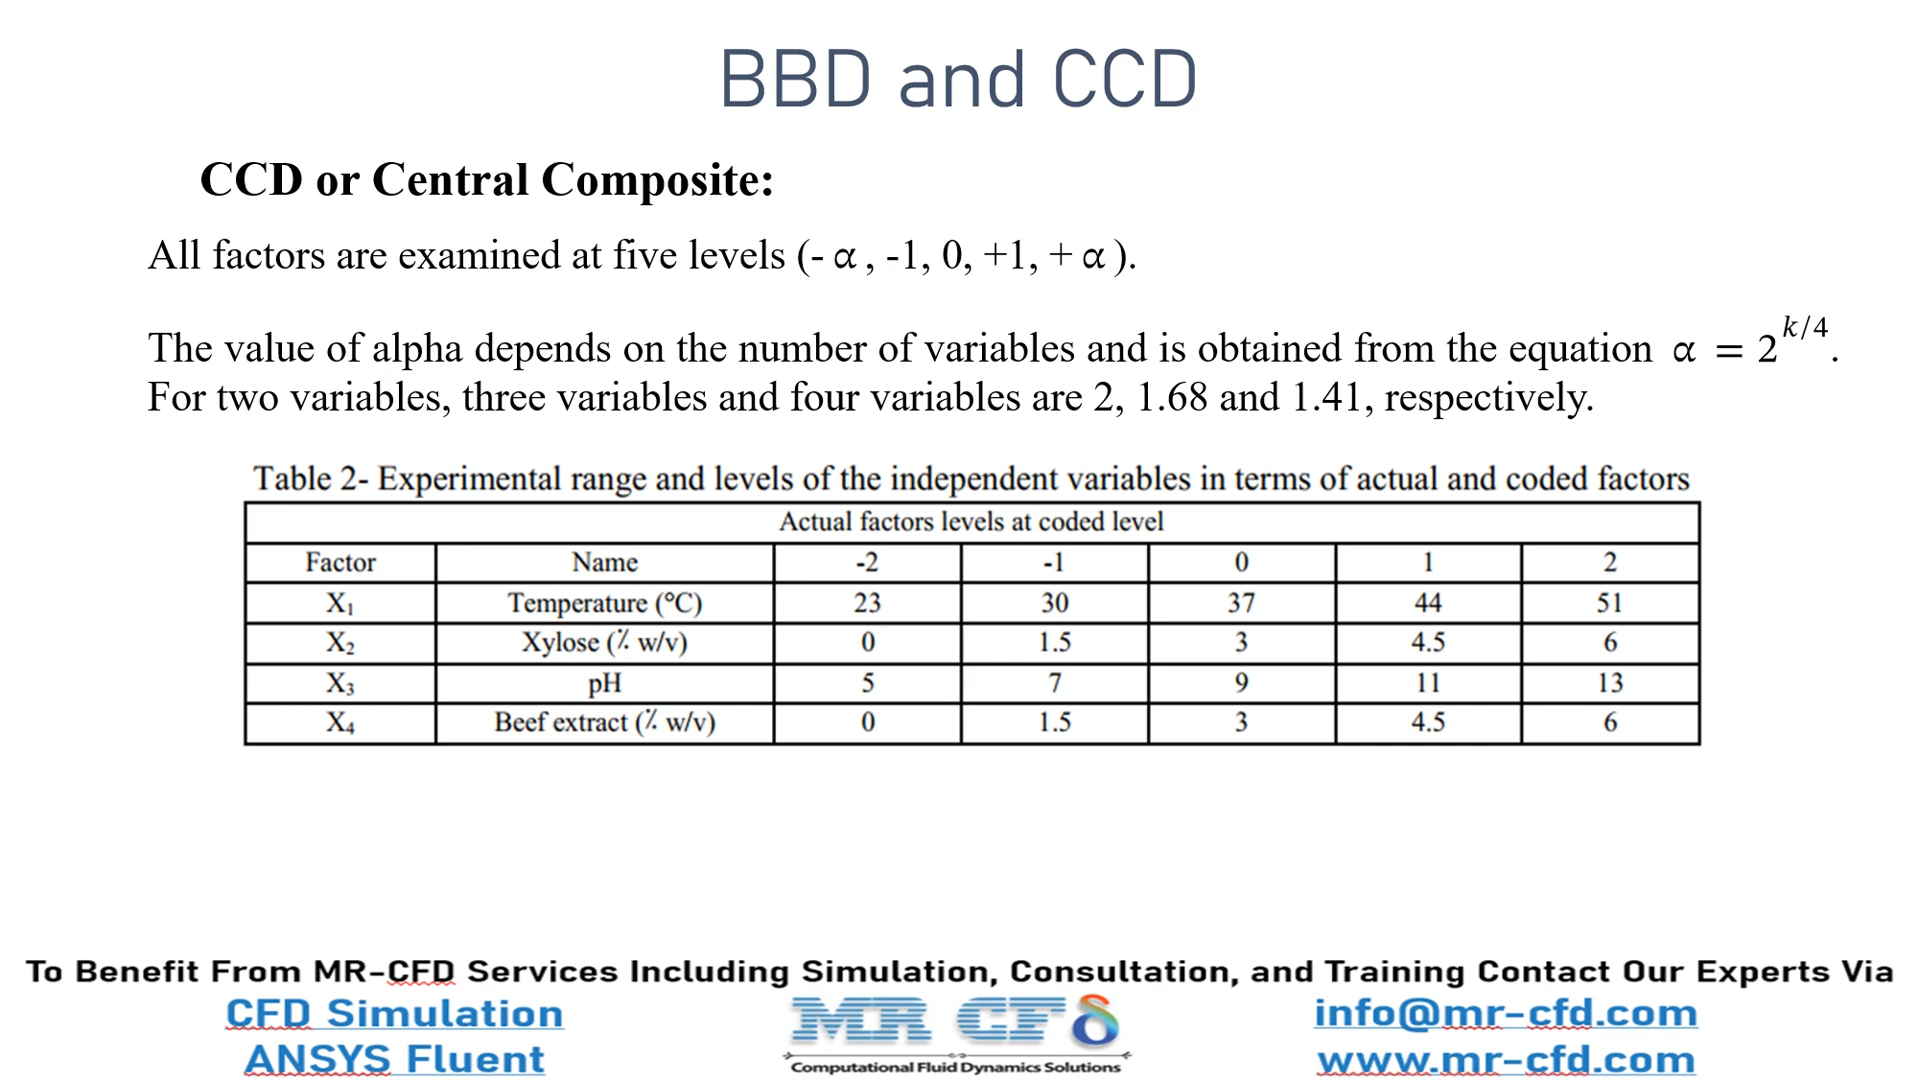 BBD and CCD
CCD or Central Composite:
All factors are examined at five levels (- α , -1, 0, +1, + α ).
The value of alpha depends on the number of variables and is obtained from the equation α = 2^k/4.
For two variables, three variables and four variables are 2, 1.68 and 1.41, respectively.
Table 2- Experimental range and levels of the independent variables in terms of actual and coded factors
Actual factors levels at coded level
Factor Name -2 -1 0 1 2
X₁ Temperature (°C) 23 30 37 44 51
X₂ Xylose (٪ w/v) 0 1.5 3 4.5 6
X₃ pH 5 7 9 11 13
X₄ Beef extract (٪ w/v) 0 1.5 3 4.5 6
To Benefit From MR-CFD Services Including Simulation, Consultation, and Training Contact Our Experts Via
CFD Simulation
ANSYS Fluent
MR CFδ
Computational Fluid Dynamics Solutions
info@mr-cfd.com
www.mr-cfd.com